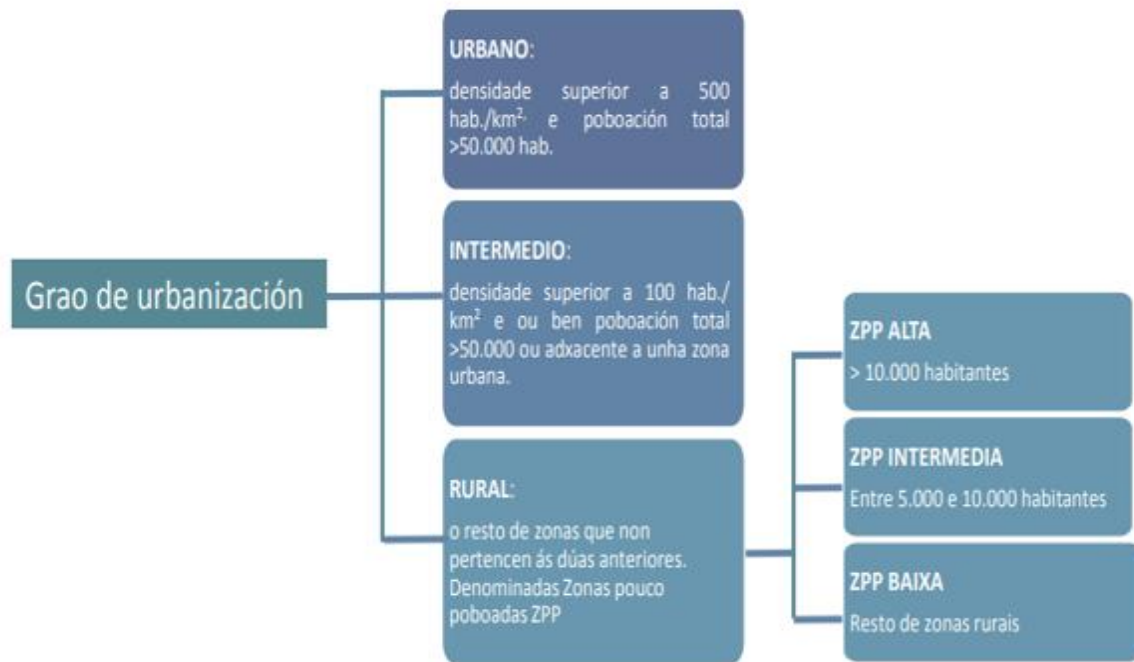 Grao de urbanización
URBANO:
densidade superior a 500
hab./km², e poboación total
>50.000 hab.
INTERMEDIO:
densidade superior a 100 hab./
km² e ou ben poboación total
>50.000 ou adxacente a unha zona
urbana.
RURAL:
o resto de zonas que non
pertencen ás dúas anteriores.
Denominadas Zonas pouco
poboadas ZPP
ZPP ALTA
> 10.000 habitantes
ZPP INTERMEDIA
Entre 5.000 e 10.000 habitantes
ZPP BAIXA
Resto de zonas rurais